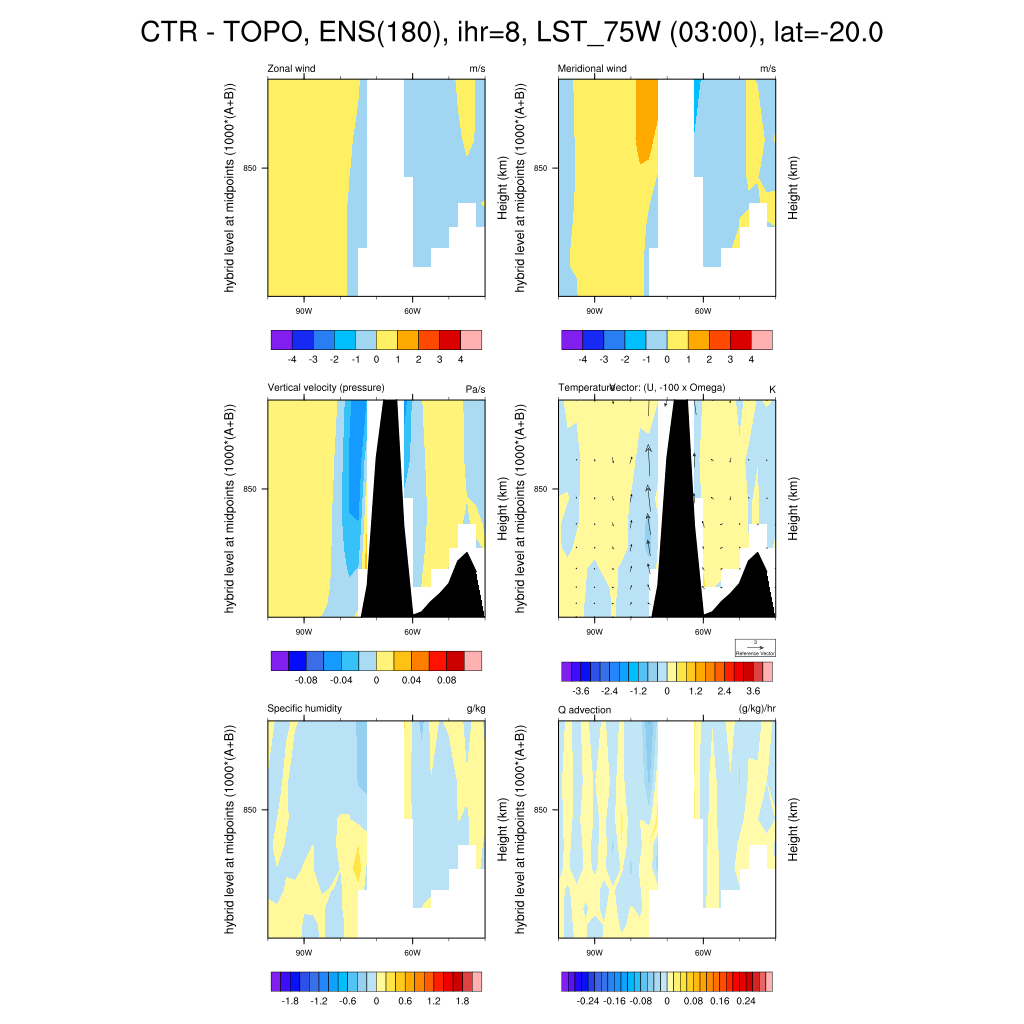 CTR - TOPO, ENS(180), ihr=8, LST_75W (03:00), lat=-20.0
Zonal wind m/s
hybrid level at midpoints (1000*(A+B))
850
Height (km)
90W 60W
-4 -3 -2 -1 0 1 2 3 4
Meridional wind m/s
hybrid level at midpoints (1000*(A+B))
850
Height (km)
90W 60W
-4 -3 -2 -1 0 1 2 3 4
Vertical velocity (pressure) Pa/s
hybrid level at midpoints (1000*(A+B))
850
Height (km)
90W 60W
-0.08 -0.04 0 0.04 0.08
Temperature Vector: (U, -100 x Omega) K
hybrid level at midpoints (1000*(A+B))
850
Height (km)
90W 60W
3
Reference Vector
-3.6 -2.4 -1.2 0 1.2 2.4 3.6
Specific humidity g/kg
hybrid level at midpoints (1000*(A+B))
850
Height (km)
90W 60W
-1.8 -1.2 -0.6 0 0.6 1.2 1.8
Q advection (g/kg)/hr
hybrid level at midpoints (1000*(A+B))
850
Height (km)
90W 60W
-0.24 -0.16 -0.08 0 0.08 0.16 0.24